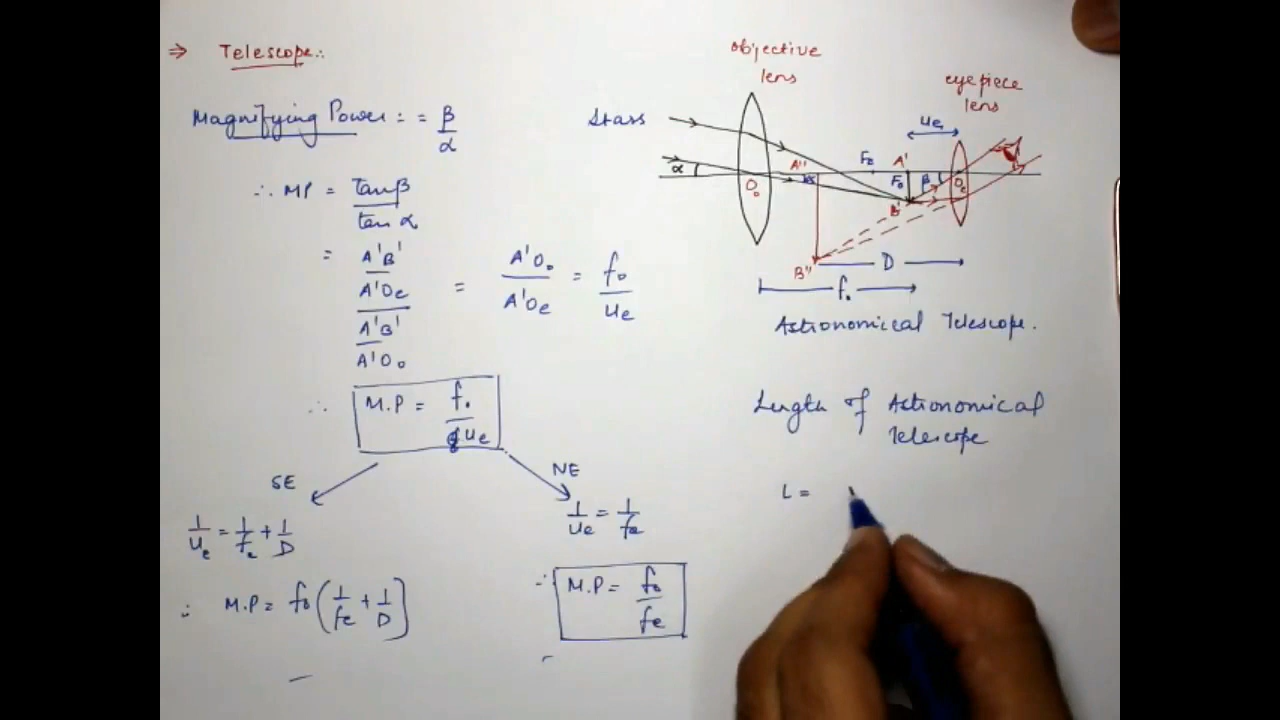 ⇒ Telescope:
Magnifying Power := β/α
∴ MP = tanβ/tanα
= A'B'/A'Oe / A'B'/A'Oo = A'Oo/A'Oe = fo/ue
∴ M.P = fo/ue
SE
1/ue = 1/fe + 1/D
∴ M.P = fo(1/fe + 1/D)
NE
1/ue = 1/fe
∴ M.P = fo/fe
objective
lens
eyepiece
lens
Stars
ue
α
Oo
A"
Fe
A'
Fo
β
Oe
B'
B"
D
fo
Astronomical Telescope.
Length of Astronomical
Telescope
L =